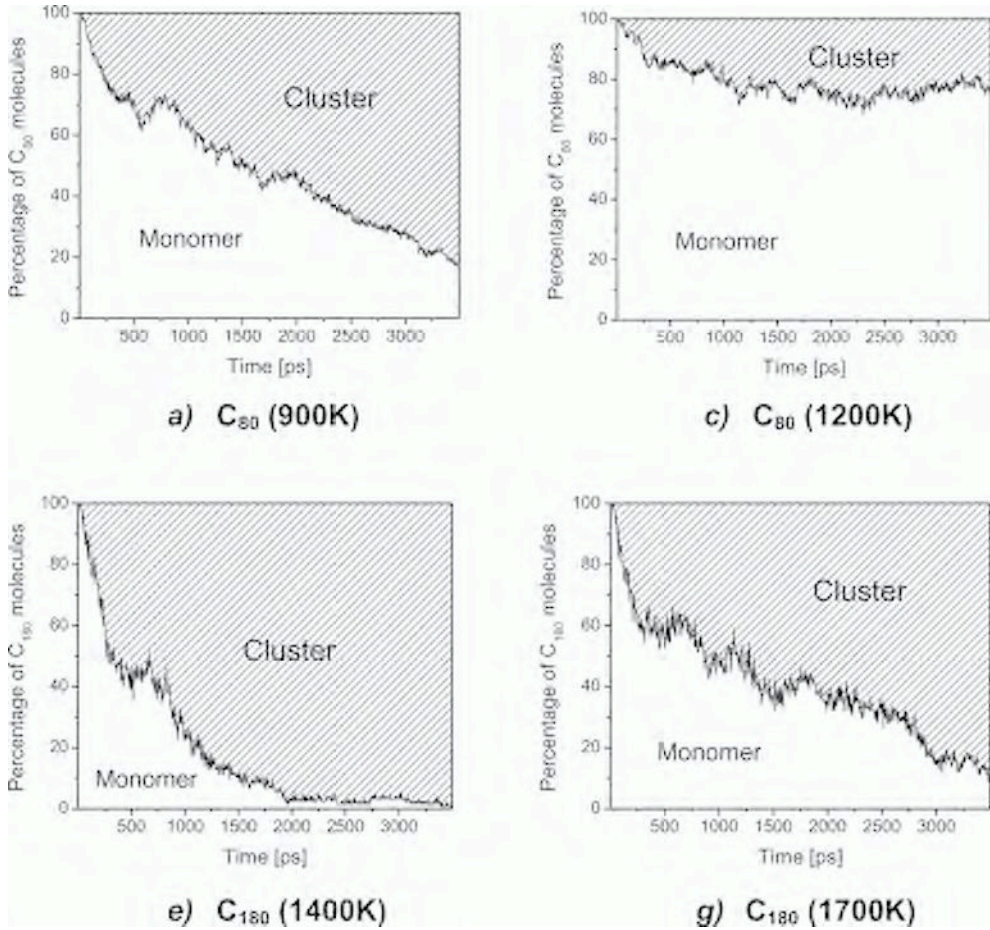 100
80
60
40
20
0
Percentage of C₈₀ molecules
Cluster
Monomer
500 1000 1500 2000 2500 3000
Time [ps]
a) C₈₀ (900K)
100
80
60
40
20
0
Percentage of C₈₀ molecules
Cluster
Monomer
500 1000 1500 2000 2500 3000
Time [ps]
c) C₈₀ (1200K)
100
80
60
40
20
0
Percentage of C₁₈₀ molecules
Cluster
Monomer
500 1000 1500 2000 2500 3000
Time [ps]
e) C₁₈₀ (1400K)
100
80
60
40
20
0
Percentage of C₁₈₀ molecules
Cluster
Monomer
500 1000 1500 2000 2500 3000
Time [ps]
g) C₁₈₀ (1700K)